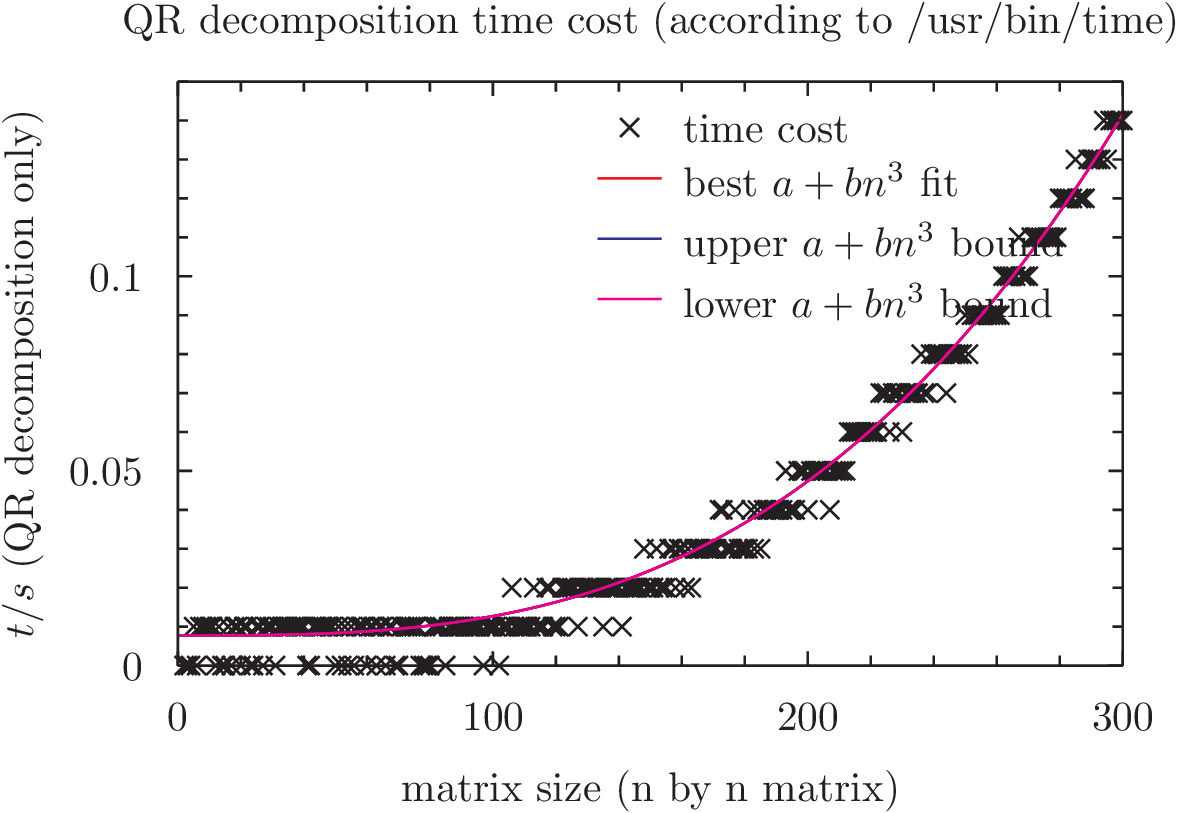 QR decomposition time cost (according to /usr/bin/time)
time cost
best a + bn³ fit
upper a + bn³ bound
lower a + bn³ bound
t/s (QR decomposition only)
0.1
0.05
0
0 100 200 300
matrix size (n by n matrix)